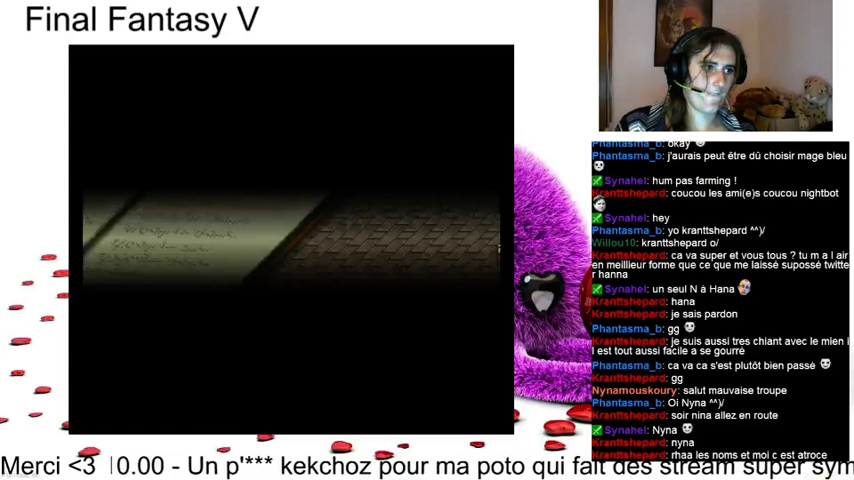 Final Fantasy V
Phantasma_b: okay
Phantasma_b: j'aurais peut être dû choisir mage bleu
Synahel: hum pas farming !
Kranttshepard: coucou les ami(e)s coucou nightbot
Synahel: hey
Phantasma_b: yo kranttshepard ^^)/
Willou10: kranttshepard o/
Kranttshepard: ca va super et vous tous ? tu m a l air
en meillieur forme que ce que me laissé supossé twitte
r hanna
Synahel: un seul N à Hana
Kranttshepard: hana
Kranttshepard: je sais pardon
Phantasma_b: gg
Kranttshepard: je suis aussi tres chiant avec le mien i
l est tout aussi facile a se gourré
Phantasma_b: ca va ca s'est plutôt bien passé
Kranttshepard: gg
Nynamouskoury: salut mauvaise troupe
Phantasma_b: Oi Nyna ^^)/
Kranttshepard: soir nina allez en route
Synahel: Nyna
Kranttshepard: nyna
Kranttshepard: rhaa les noms et moi c est atroce
Merci <3 10.00 - Un p'*** kekchoz pour ma poto qui fait des stream super sym